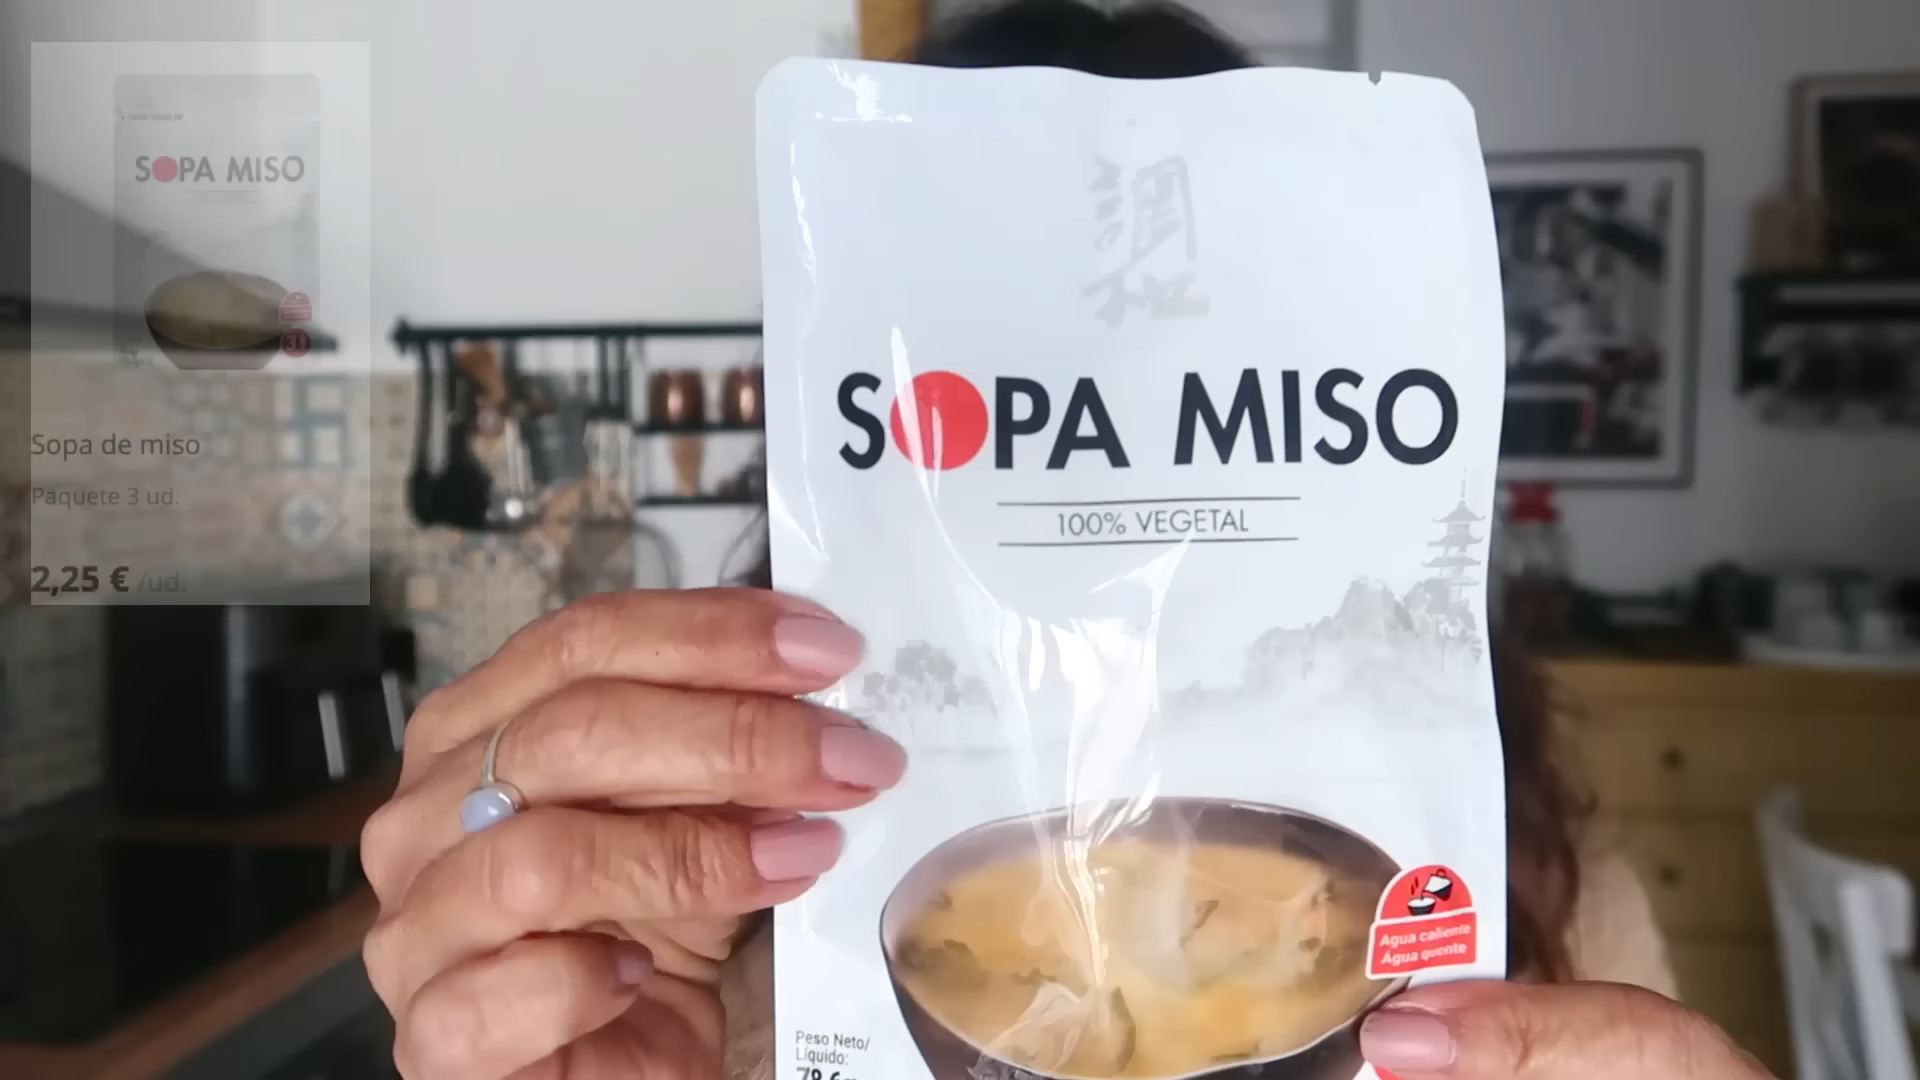 SOPA MISO
Sopa de miso
Paquete 3 ud.
2,25 € /ud.
調和
SOPA MISO
100% VEGETAL
Agua caliente
Água quente
Peso Neto/
Líquido: